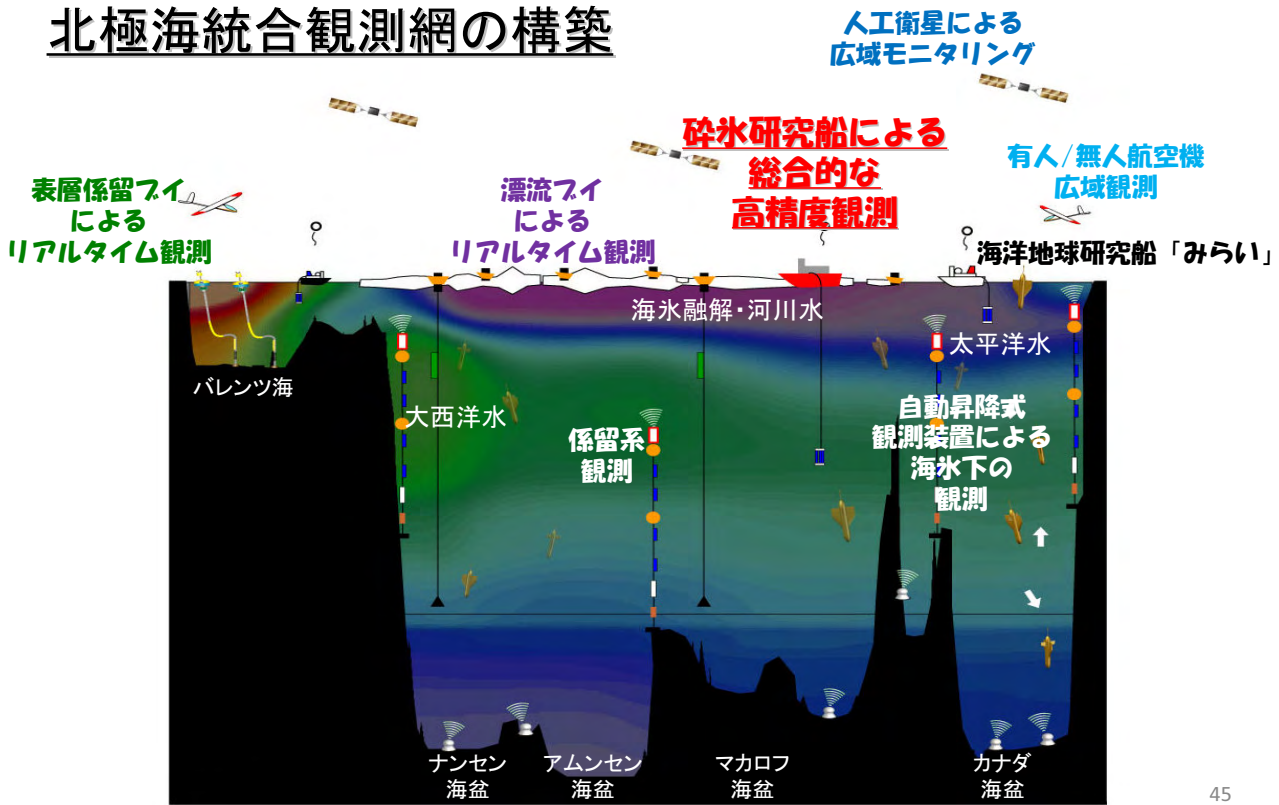 北極海統合観測網の構築
人工衛星による
広域モニタリング
砕氷研究船による
総合的な
高精度観測
有人/無人航空機
広域観測
表層係留ブイ
による
リアルタイム観測
漂流ブイ
による
リアルタイム観測
海洋地球研究船「みらい」
海氷融解・河川水
太平洋水
バレンツ海
大西洋水
係留系
観測
自動昇降式
観測装置による
海氷下の
観測
ナンセン
海盆
アムンセン
海盆
マカロフ
海盆
カナダ
海盆
45